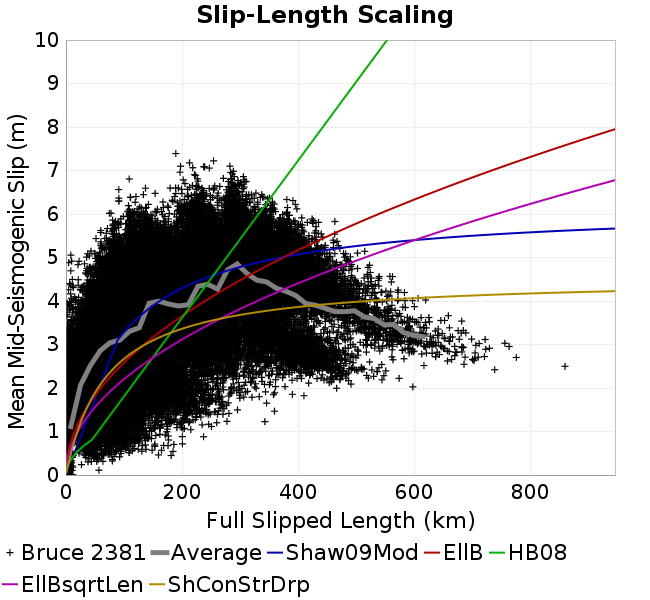 Slip-Length Scaling
Mean Mid-Seismogenic Slip (m)
10
9
8
7
6
5
4
3
2
1
0
0 200 400 600 800
Full Slipped Length (km)
Bruce 2381 Average Shaw09Mod EllB HB08
EllBsqrtLen ShConStrDrp